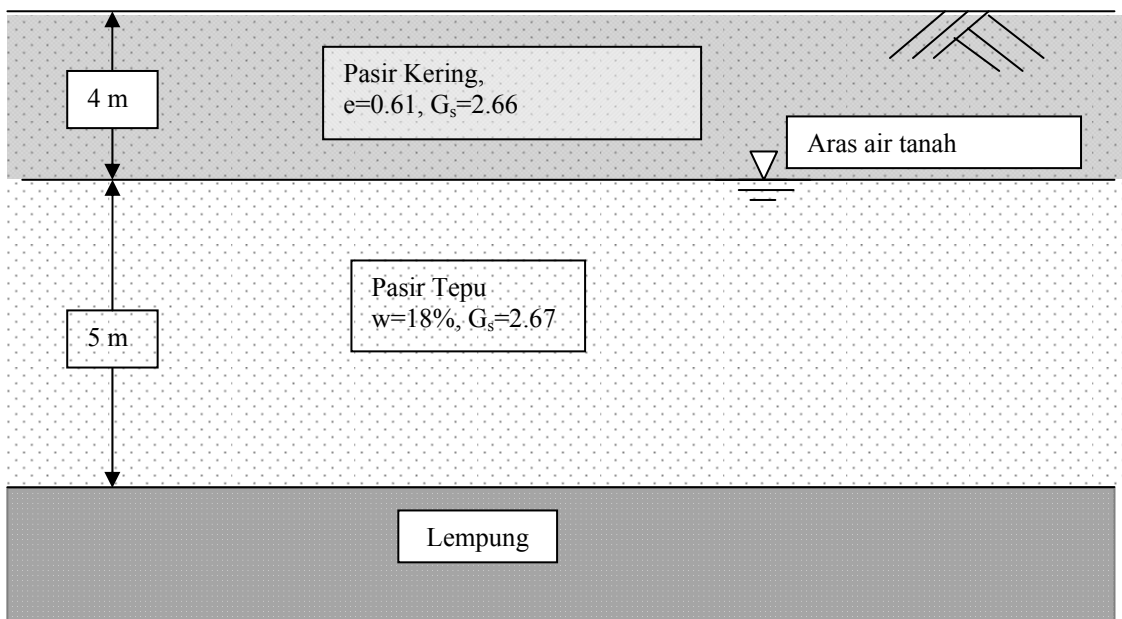 Pasir Kering,
e=0.61, Gs=2.66
4 m
Aras air tanah
Pasir Tepu
w=18%, Gs=2.67
5 m
Lempung